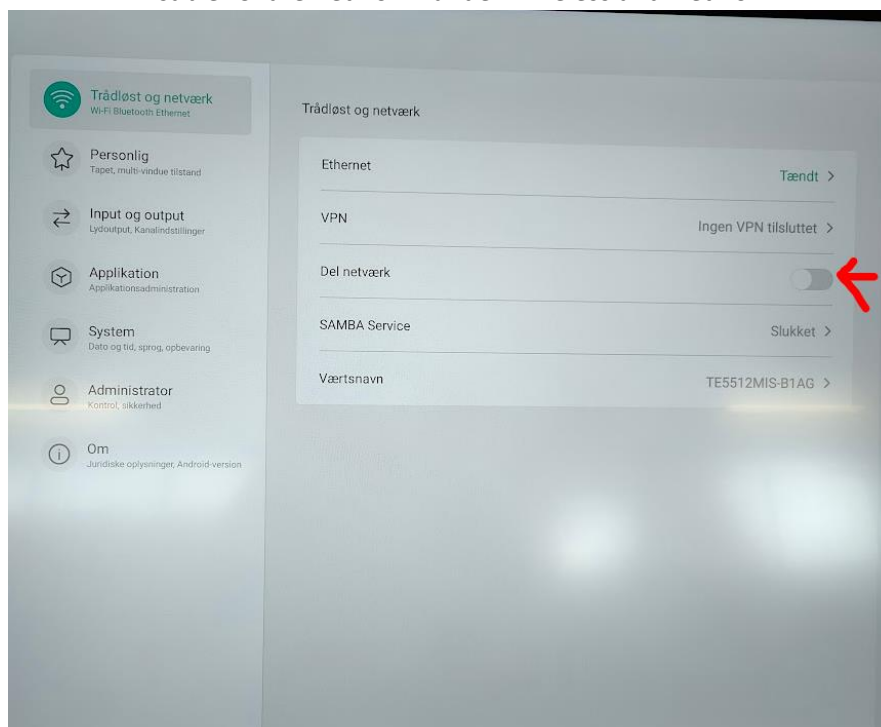 Trådløst og netværk
Wi-Fi Bluetooth Ethernet
Personlig
Tapet, multi-vindue tilstand
Input og output
Lydoutput, Kanalindstillinger
Applikation
Applikationsadministration
System
Dato og tid, sprog, opbevaring
Administrator
Kontrol, sikkerhed
Om
Juridiske oplysninger, Android-version
Trådløst og netværk
Ethernet
Tændt >
VPN
Ingen VPN tilsluttet >
Del netværk
SAMBA Service
Slukket >
Værtsnavn
TE5512MIS-B1AG >